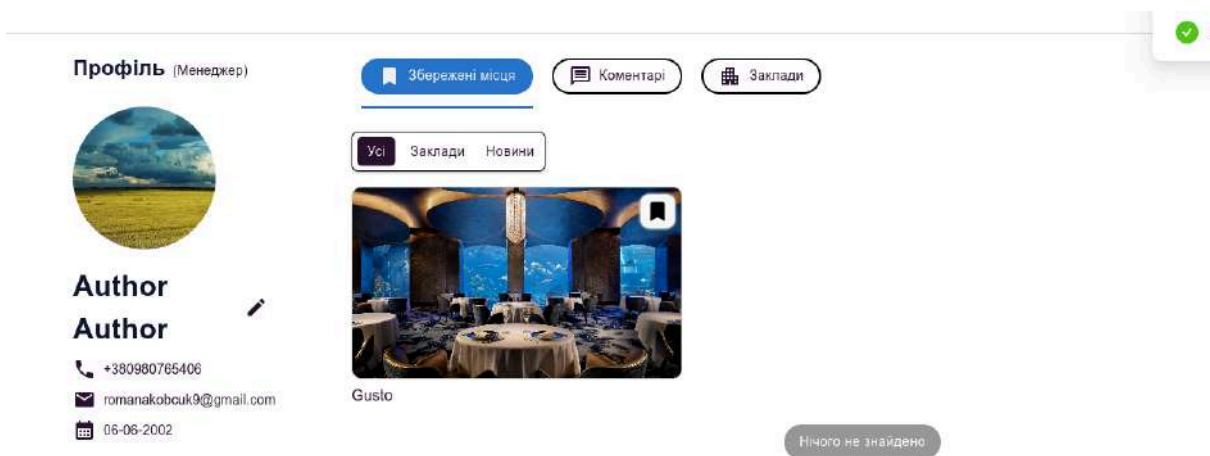 Профіль (Менеджер)
Збережені місця
Коментарі
Заклади
Усі
Заклади
Новини
Author
Author
+380980765406
romanakobcuk9@gmail.com
06-06-2002
Gusto
Нічого не знайдено